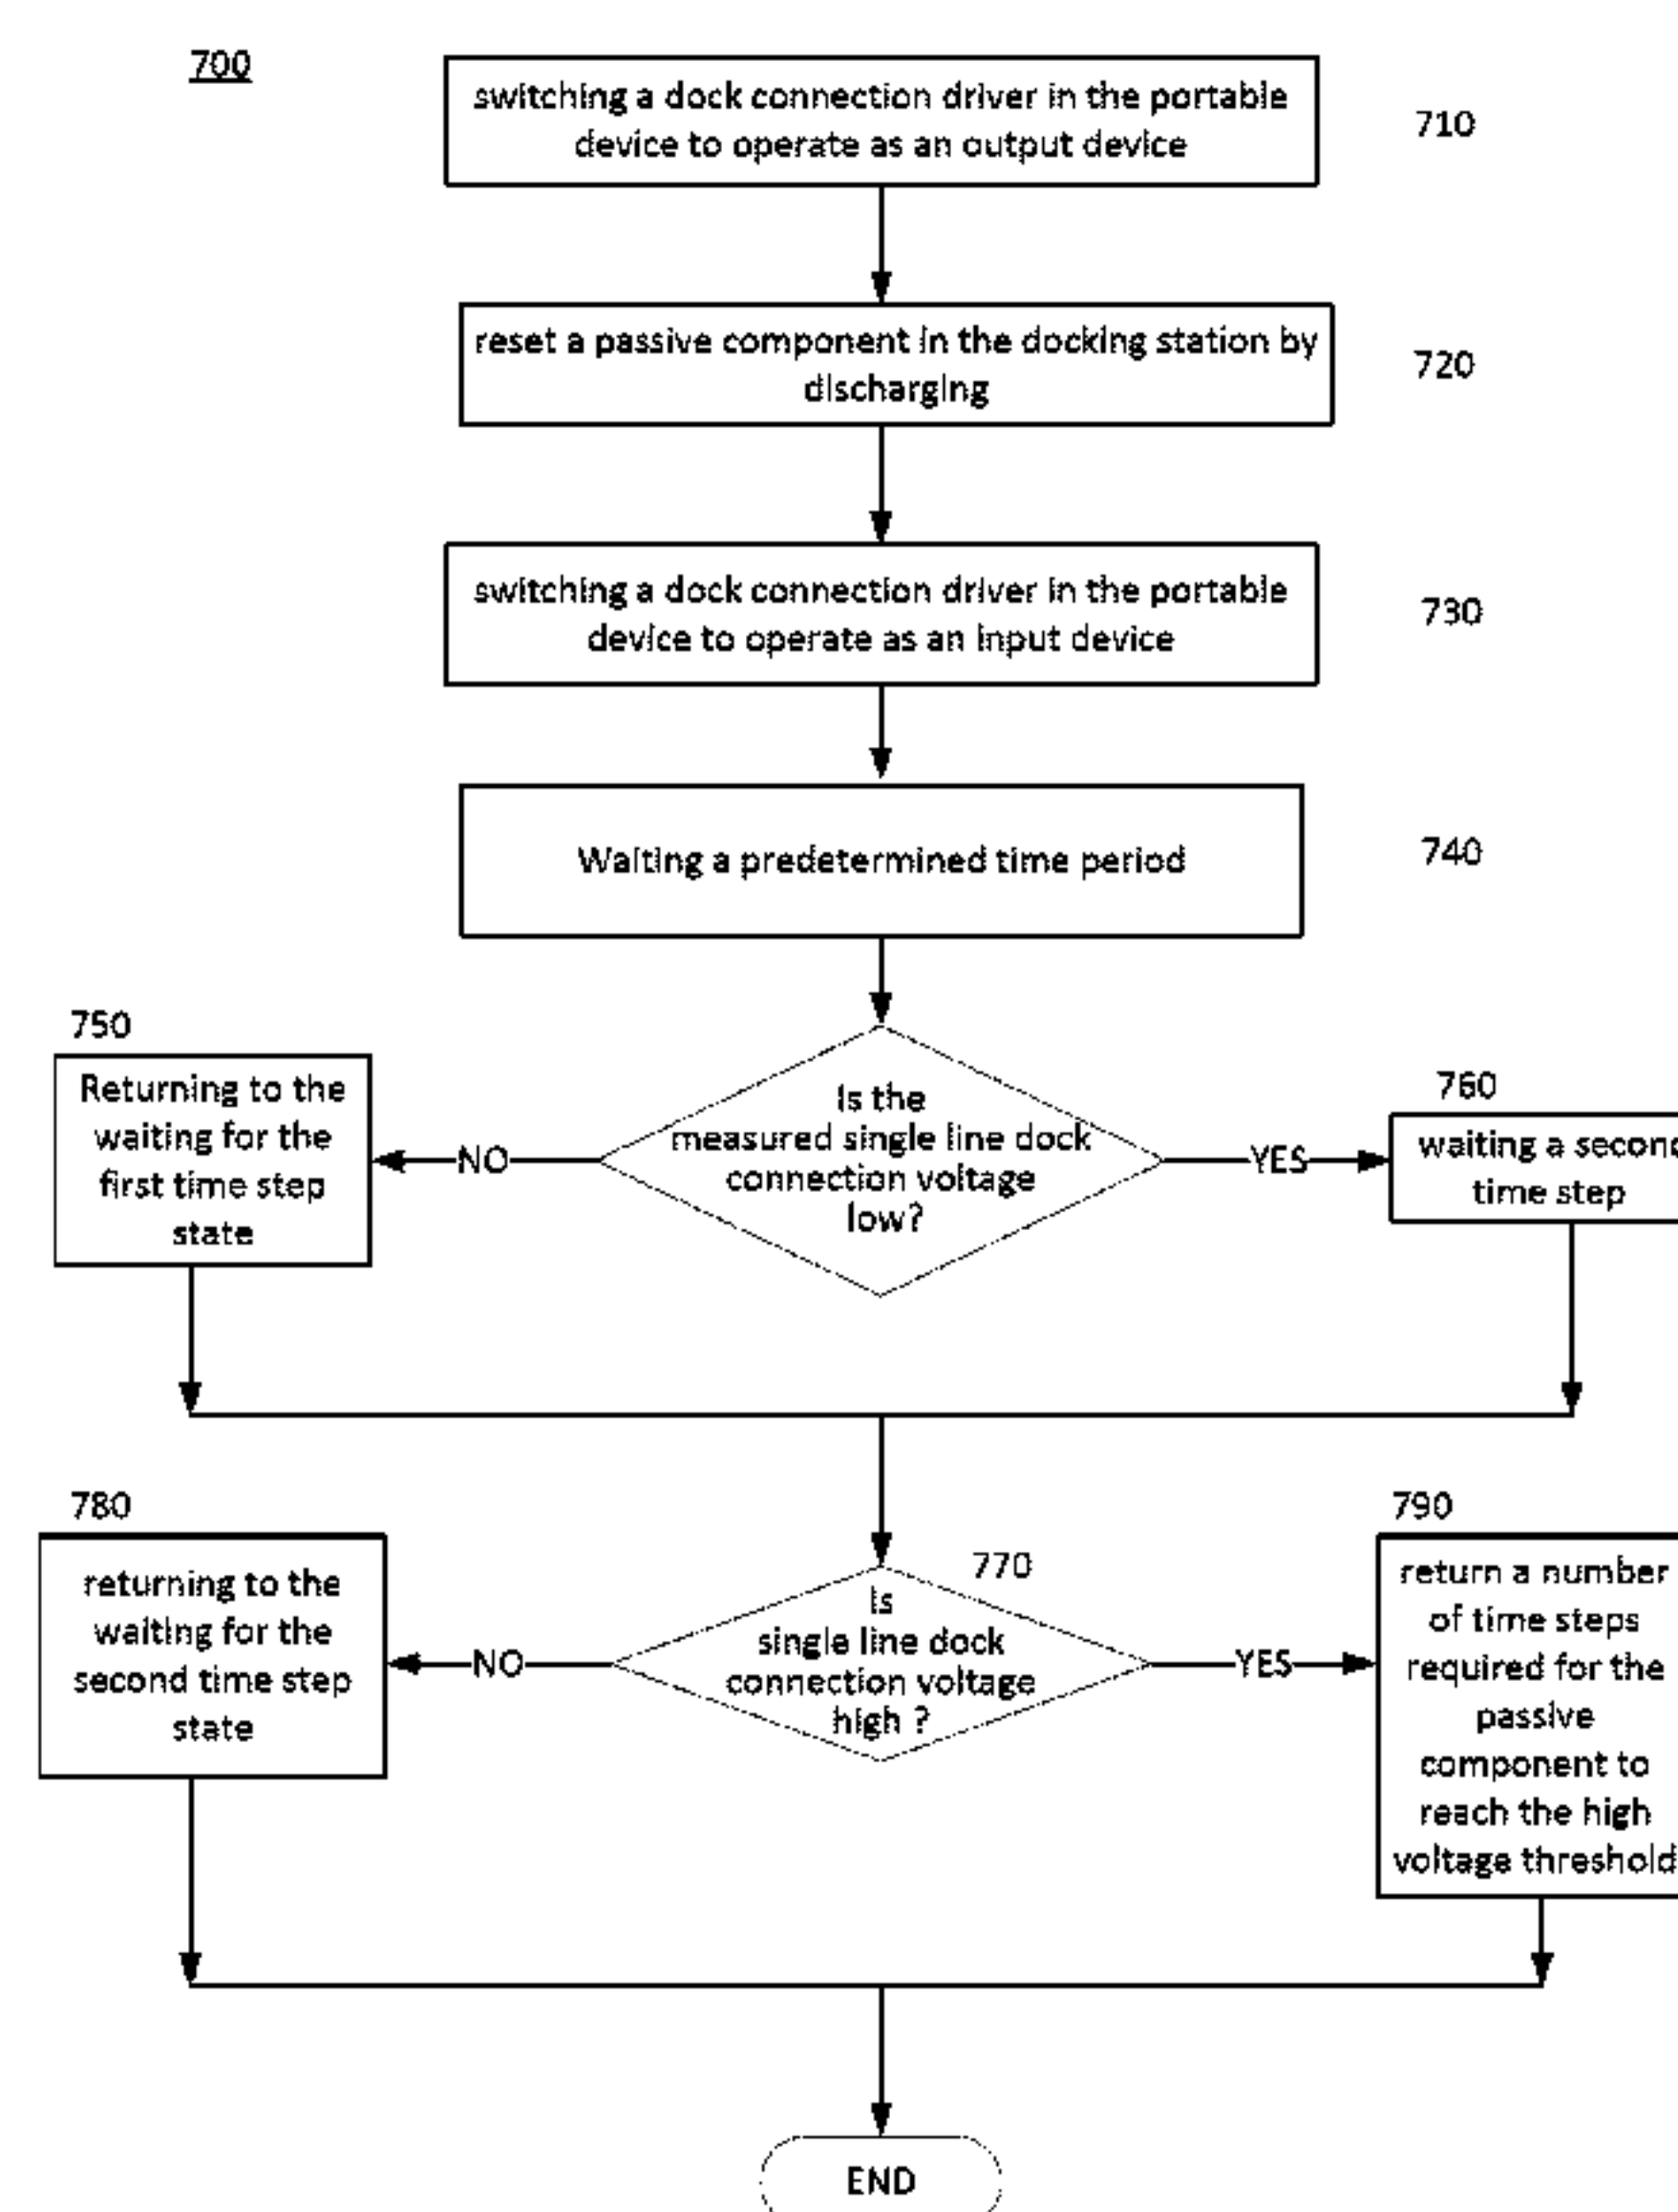 700
switching a dock connection driver in the portable
device to operate as an output device
710
reset a passive component in the docking station by
discharging
720
switching a dock connection driver in the portable
device to operate as an input device
730
Waiting a predetermined time period
740
750
Returning to the
waiting for the
first time step
state
NO
Is the
measured single line dock
connection voltage
low?
YES
760
waiting a second
time step
780
returning to the
waiting for the
second time step
state
NO
770
Is
single line dock
connection voltage
high ?
YES
790
return a number
of time steps
required for the
passive
component to
reach the high
voltage threshold
END